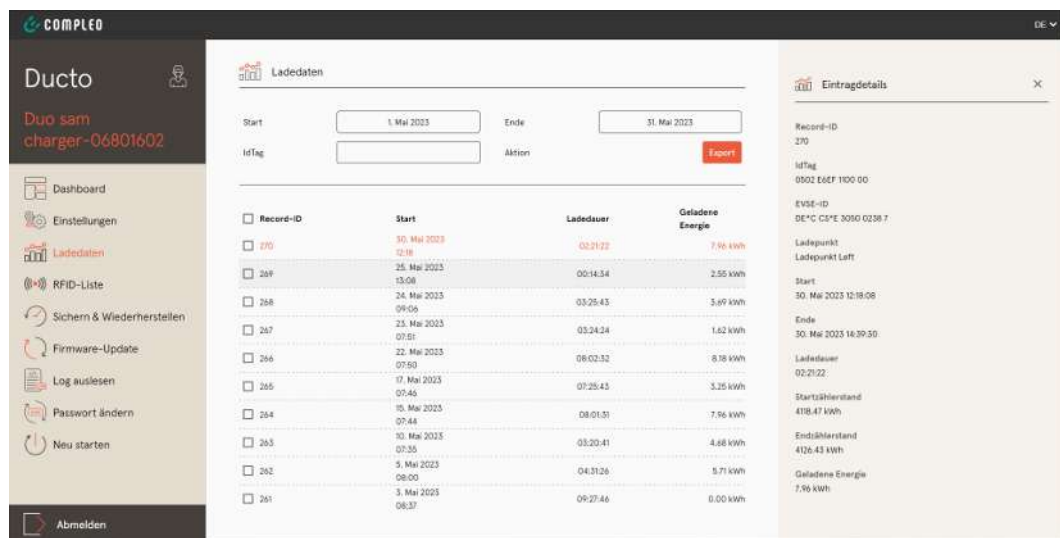 COMPLEO
DE
Ducto
Duo sam
charger-06801602
Dashboard
Einstellungen
Ladedaten
RFID-Liste
Sichern & Wiederherstellen
Firmware-Update
Log auslesen
Passwort ändern
Neu starten
Abmelden
Ladedaten
Start 1. Mai 2023 Ende 31. Mai 2023
IdTag Aktion Export
Record-ID Start Ladedauer Geladene
Energie
270 30. Mai 2023 02:21:22 7.96 kWh
12:18
269 25. Mai 2023 00:14:34 2.55 kWh
13:08
268 24. Mai 2023 03:25:43 3.69 kWh
09:06
267 23. Mai 2023 03:24:24 1.62 kWh
07:51
266 22. Mai 2023 08:02:32 8.18 kWh
07:50
265 17. Mai 2023 07:25:43 3.25 kWh
07:46
264 15. Mai 2023 08:01:31 7.96 kWh
07:44
263 10. Mai 2023 03:20:41 4.68 kWh
07:35
262 5. Mai 2023 04:31:26 5.71 kWh
08:00
261 3. Mai 2023 09:27:46 0.00 kWh
08:37
Eintragdetails
Record-ID
270
IdTag
0502 E6EF 1100 00
EVSE-ID
DE*C CS*E 3050 0238 7
Ladepunkt
Ladepunkt Left
Start
30. Mai 2023 12:18:08
Ende
30. Mai 2023 14:39:30
Ladedauer
02:21:22
Startzählerstand
4118.47 kWh
Endzählerstand
4126.43 kWh
Geladene Energie
7.96 kWh